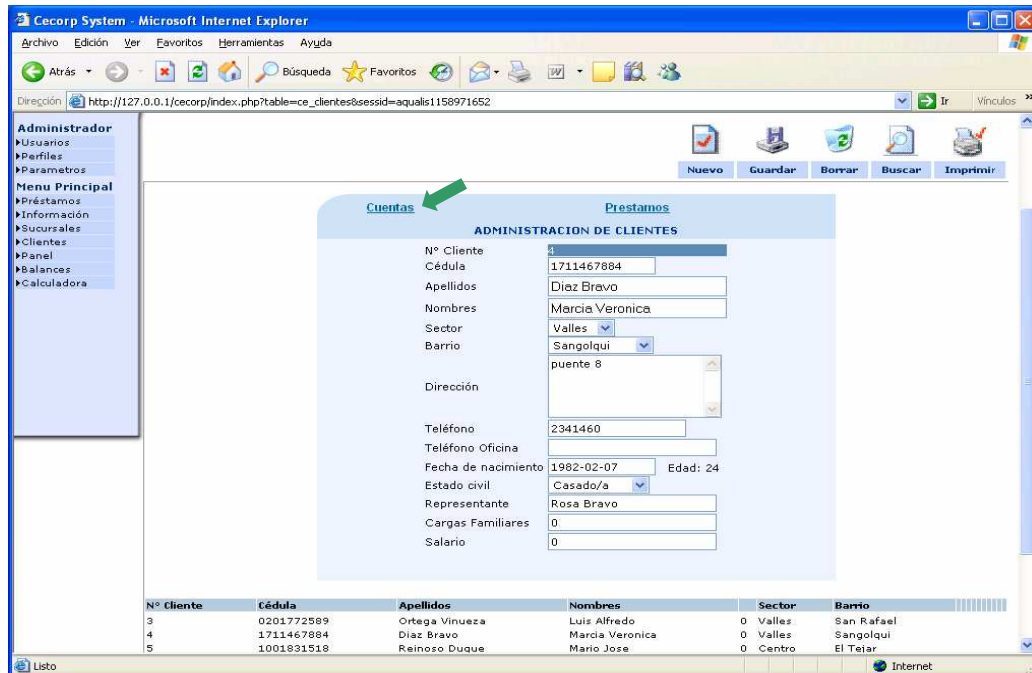 Cecorp System - Microsoft Internet Explorer
Archivo Edición Ver Favoritos Herramientas Ayuda
Atrás Búsqueda Favoritos
Dirección http://127.0.0.1/cecorp/index.php?table=ce_clientes&sessid=aqualis1158971652 Ir Vínculos »
Administrador
Usuarios
Perfiles
Parametros
Menu Principal
Préstamos
Información
Sucursales
Clientes
Panel
Balances
Calculadora
Nuevo Guardar Borrar Buscar Imprimir
Cuentas Prestamos
ADMINISTRACION DE CLIENTES
Nº Cliente 4
Cédula 1711467884
Apellidos Diaz Bravo
Nombres Marcia Veronica
Sector Valles
Barrio Sangolqui
Dirección puente 8
Teléfono 2341460
Teléfono Oficina
Fecha de nacimiento 1982-02-07 Edad: 24
Estado civil Casado/a
Representante Rosa Bravo
Cargas Familiares 0
Salario 0
Nº Cliente Cédula Apellidos Nombres Sector Barrio
3 0201772589 Ortega Vinueza Luis Alfredo 0 Valles San Rafael
4 1711467884 Diaz Bravo Marcia Veronica 0 Valles Sangolqui
5 1001831518 Reinoso Duque Mario Jose 0 Centro El Tejar
Listo Internet